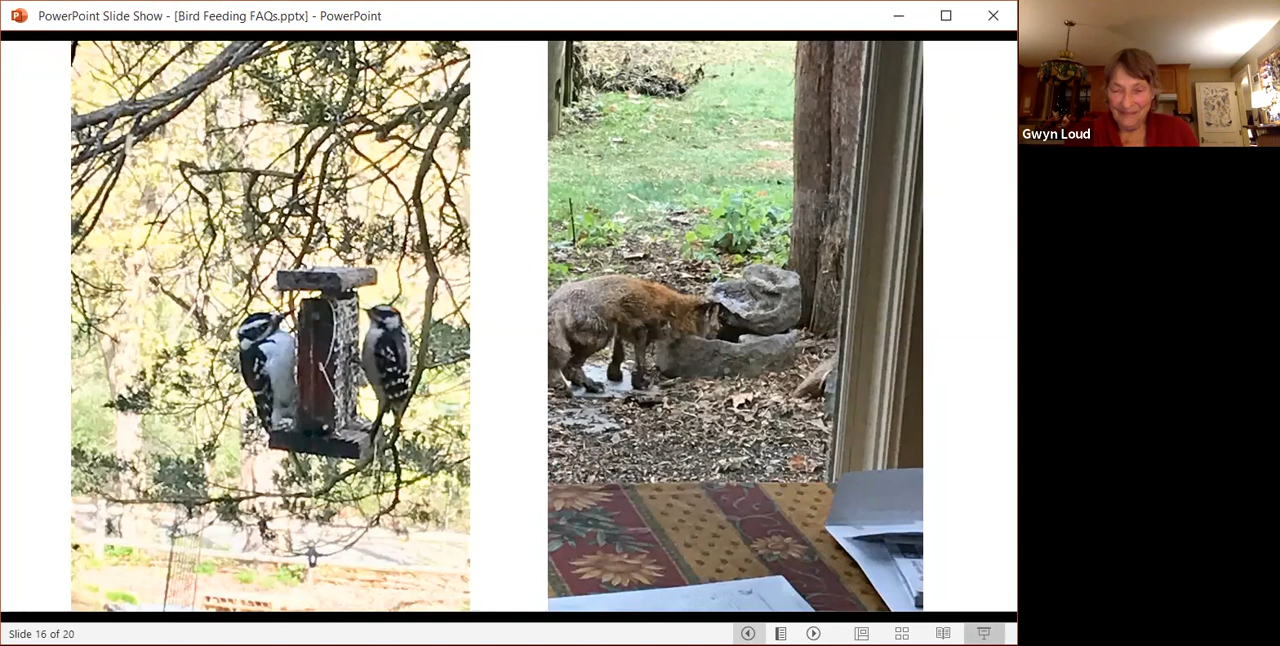 PowerPoint Slide Show - [Bird Feeding FAQs.pptx] - PowerPoint
Gwyn Loud
Slide 16 of 20